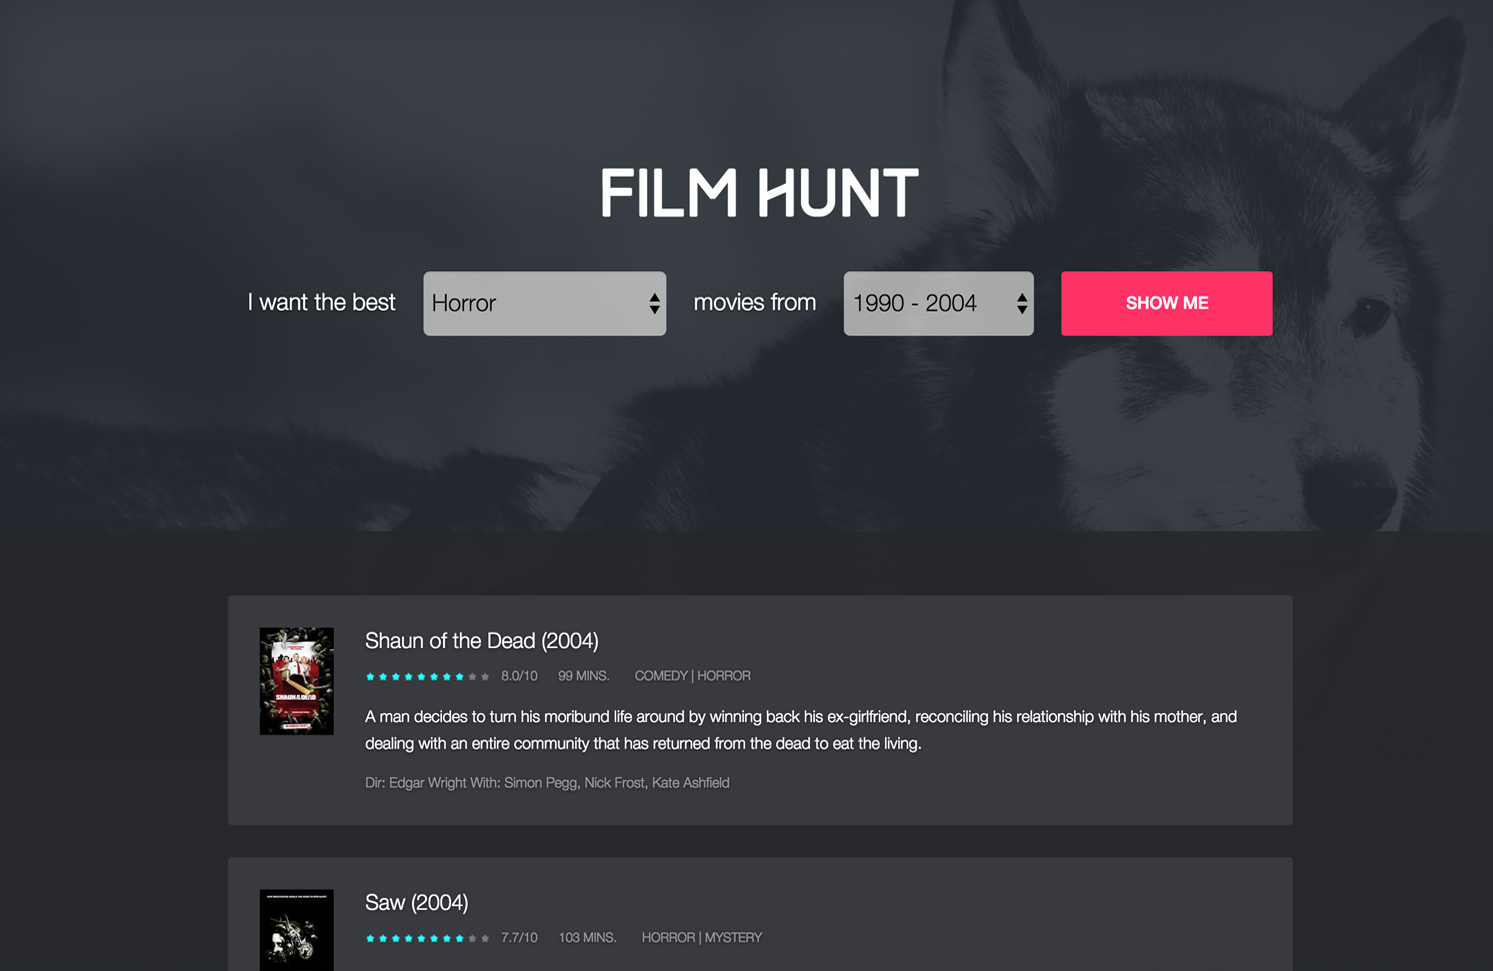 FILM HUNT
I want the best Horror movies from 1990 - 2004 SHOW ME
Shaun of the Dead (2004)
8.0/10 99 MINS. COMEDY | HORROR
A man decides to turn his moribund life around by winning back his ex-girlfriend, reconciling his relationship with his mother, and
dealing with an entire community that has returned from the dead to eat the living.
Dir: Edgar Wright With: Simon Pegg, Nick Frost, Kate Ashfield
SHAUN OF THE DEAD
Saw (2004)
7.7/10 103 MINS. HORROR | MYSTERY